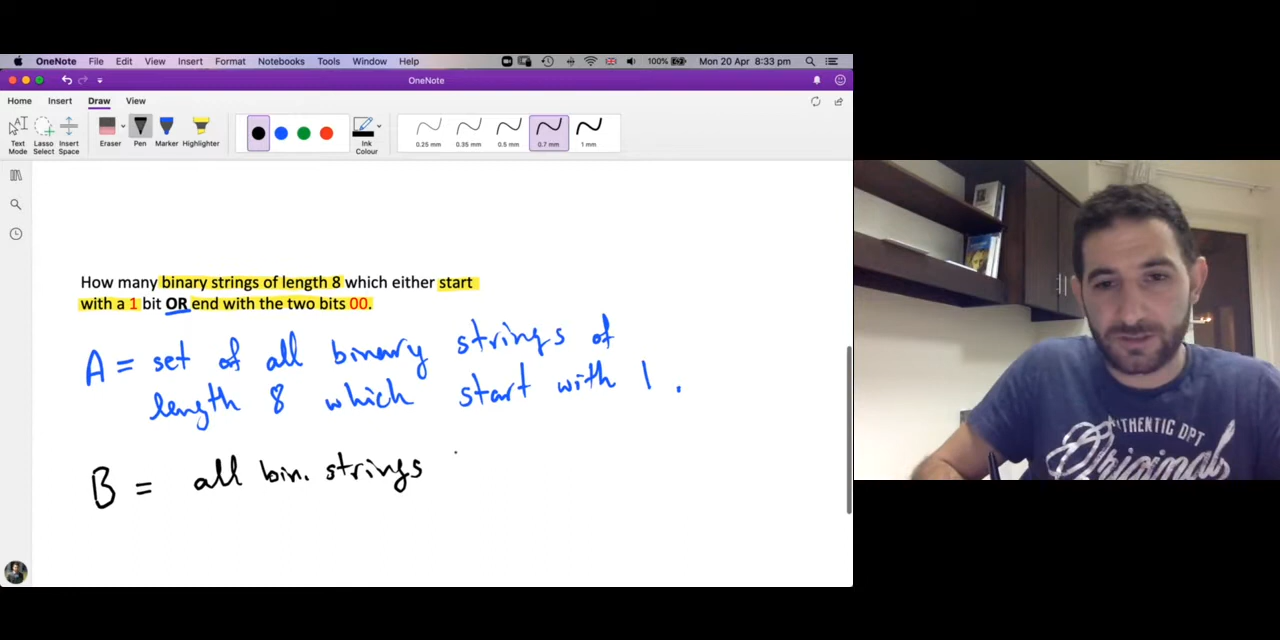 OneNote File Edit View Insert Format Notebooks Tools Window Help 100% Mon 20 Apr 8:33 pm
OneNote
Home Insert Draw View
Text Mode Lasso Select Insert Space Eraser Pen Marker Highlighter Ink Colour 0.25 mm 0.35 mm 0.5 mm 0.7 mm 1 mm
How many binary strings of length 8 which either start
with a 1 bit OR end with the two bits 00.
A = set of all binary strings of
length 8 which start with 1.
B = all bin. strings
AUTHENTIC DPT
Original